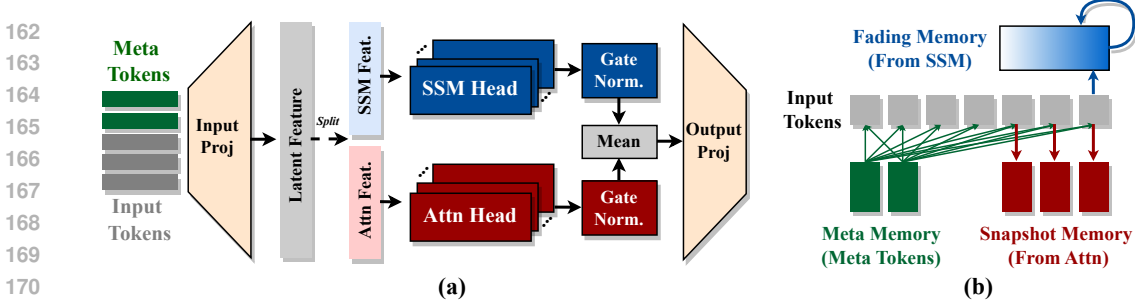 162
163
164
165
166
167
168
169
170
Meta
Tokens
Input
Tokens
Input
Proj
Latent Feature
Split
SSM Feat.
Attn Feat.
SSM Head
Attn Head
Gate
Norm.
Mean
Gate
Norm.
Output
Proj
(a)
Fading Memory
(From SSM)
Input
Tokens
Meta Memory
(Meta Tokens)
Snapshot Memory
(From Attn)
(b)